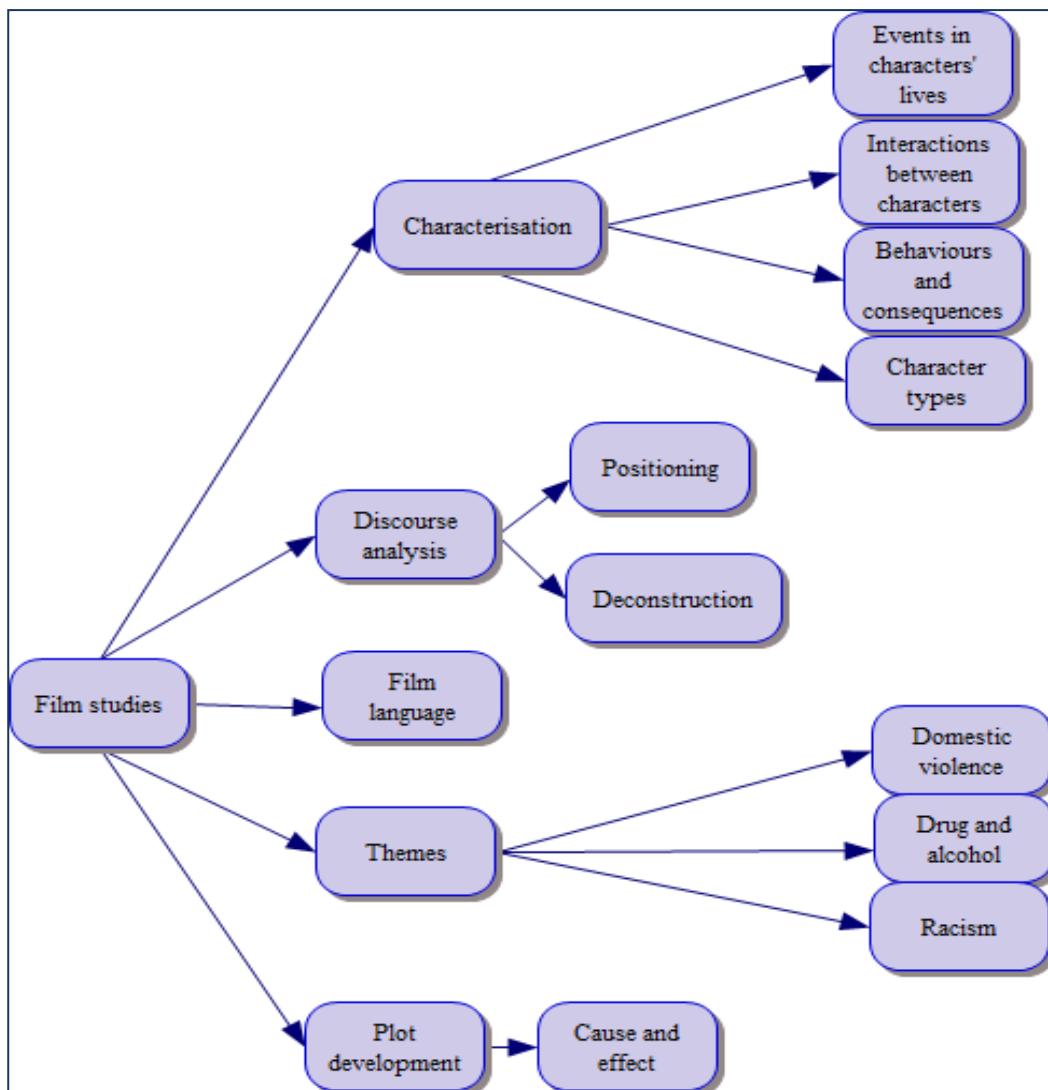 Events in
characters'
lives
Interactions
between
characters
Characterisation
Behaviours
and
consequences
Character
types
Positioning
Discourse
analysis
Deconstruction
Film studies
Film
language
Domestic
violence
Themes
Drug and
alcohol
Racism
Plot
development
Cause and
effect